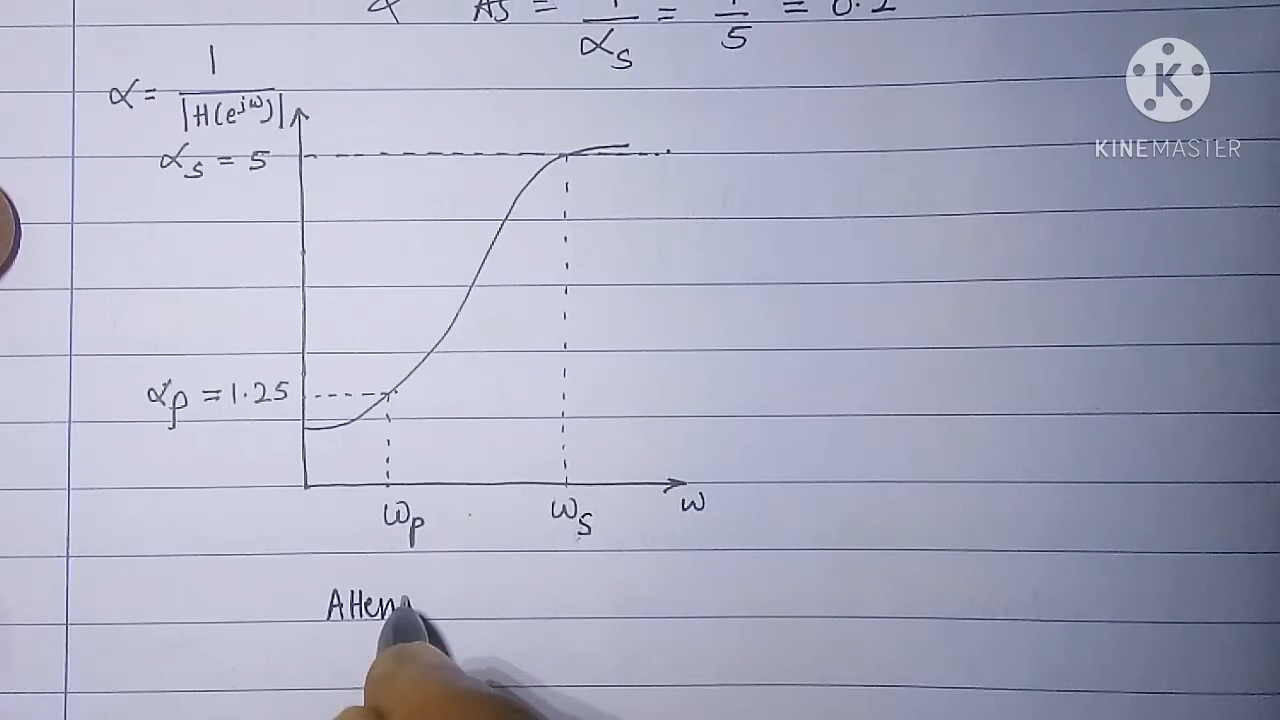 & As = 1/αs = 1/5 = 0.2
α = 1/|H(e^jω)|
αs = 5
K
KINEMASTER
αp = 1.25
ωp ωs ω
Atten